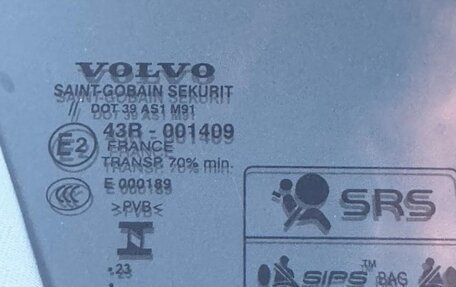 VOLVO
SAINT-GOBAIN SEKURIT
DOT 39 AS1 M91
E2 43R - 001409
FRANCE
TRANSP. 70% min.
CCC E 000189
>PVB<
.23
SRS
SIPS™ BAG